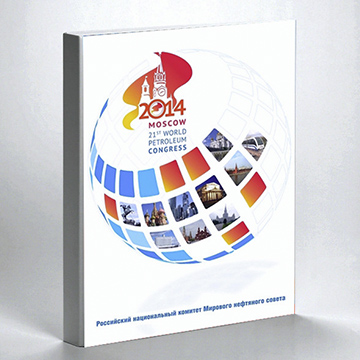 2014
MOSCOW
21ST WORLD
PETROLEUM
CONGRESS
Российский национальный комитет Мирового нефтяного совета